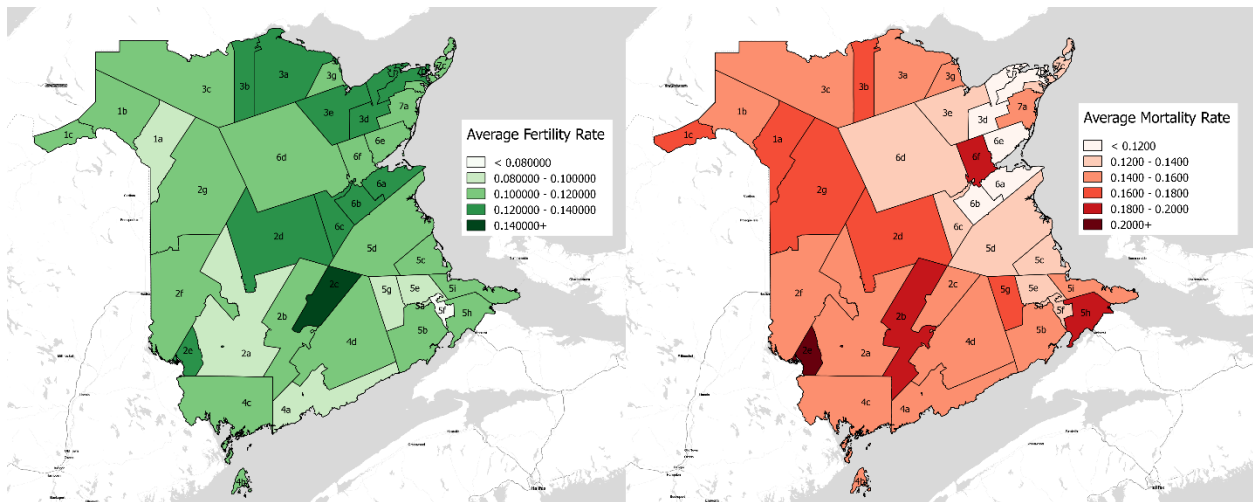 3c
3b
3a
3g
7c
1b
3e
3d
7a
1c
1a
6e
6d
6f
6a
6b
2g
6c
2d
5d
5c
2f
2c
5g
5e
5i
5a
5f
5h
2b
5b
2e
2a
4d
4c
4a
4b
Average Fertility Rate
< 0.080000
0.080000 - 0.100000
0.100000 - 0.120000
0.120000 - 0.140000
0.140000+
3c
3b
3a
3g
7c
1b
3e
3d
7a
1c
1a
6e
6d
6f
6a
6b
2g
6c
2d
5d
5c
2f
2c
5g
5e
5i
5a
5f
5h
2b
5b
2e
2a
4d
4c
4a
4b
Average Mortality Rate
< 0.1200
0.1200 - 0.1400
0.1400 - 0.1600
0.1600 - 0.1800
0.1800 - 0.2000
0.2000+